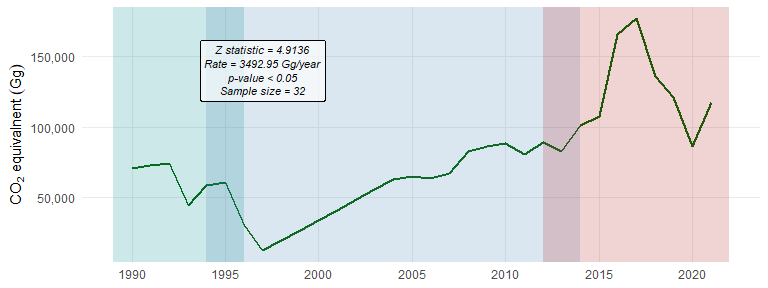 Z statistic = 4.9136
Rate = 3492.95 Gg/year
p-value < 0.05
Sample size = 32
150,000
100,000
50,000
CO₂ equivalnent (Gg)
1990 1995 2000 2005 2010 2015 2020